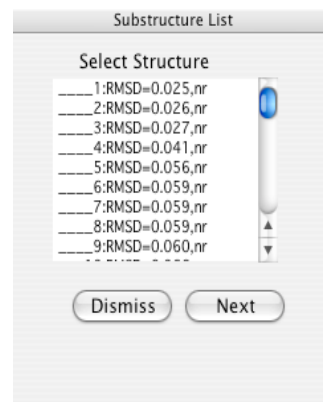 Substructure List
Select Structure
____1:RMSD=0.025,nr
____2:RMSD=0.026,nr
____3:RMSD=0.027,nr
____4:RMSD=0.041,nr
____5:RMSD=0.056,nr
____6:RMSD=0.059,nr
____7:RMSD=0.059,nr
____8:RMSD=0.059,nr
____9:RMSD=0.060,nr
Dismiss Next